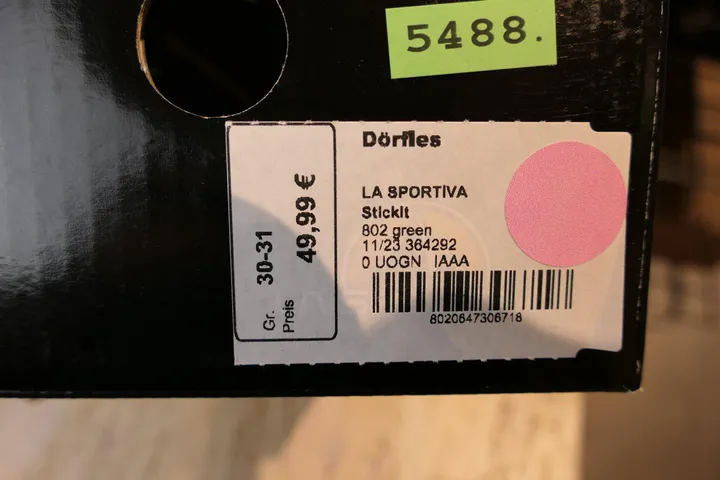 5488.
Dörfles
LA SPORTIVA
Stickit
802 green
11/23 364292
0 UOGN IAAA
8020647306718
Gr. 30-31
Preis 49,99 €